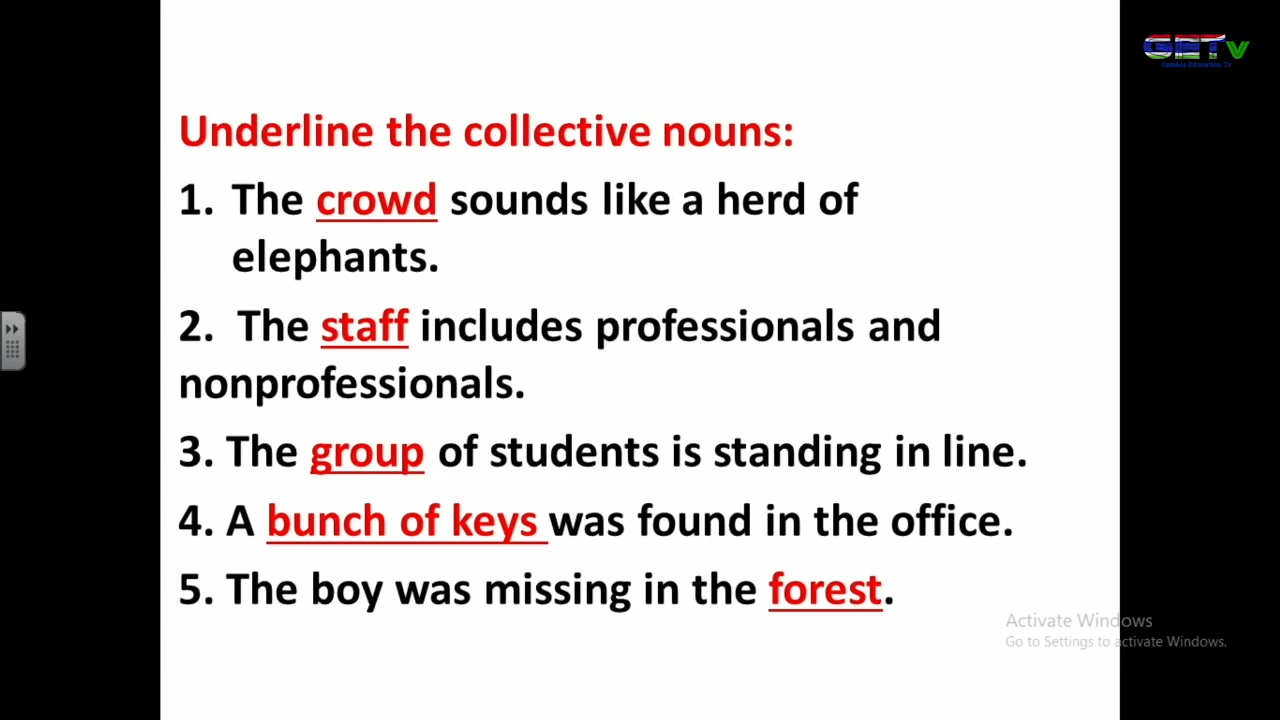 GETv
Gambia Education Tv
Underline the collective nouns:
1. The crowd sounds like a herd of
elephants.
2. The staff includes professionals and
nonprofessionals.
3. The group of students is standing in line.
4. A bunch of keys was found in the office.
5. The boy was missing in the forest.
Activate Windows
Go to Settings to activate Windows.